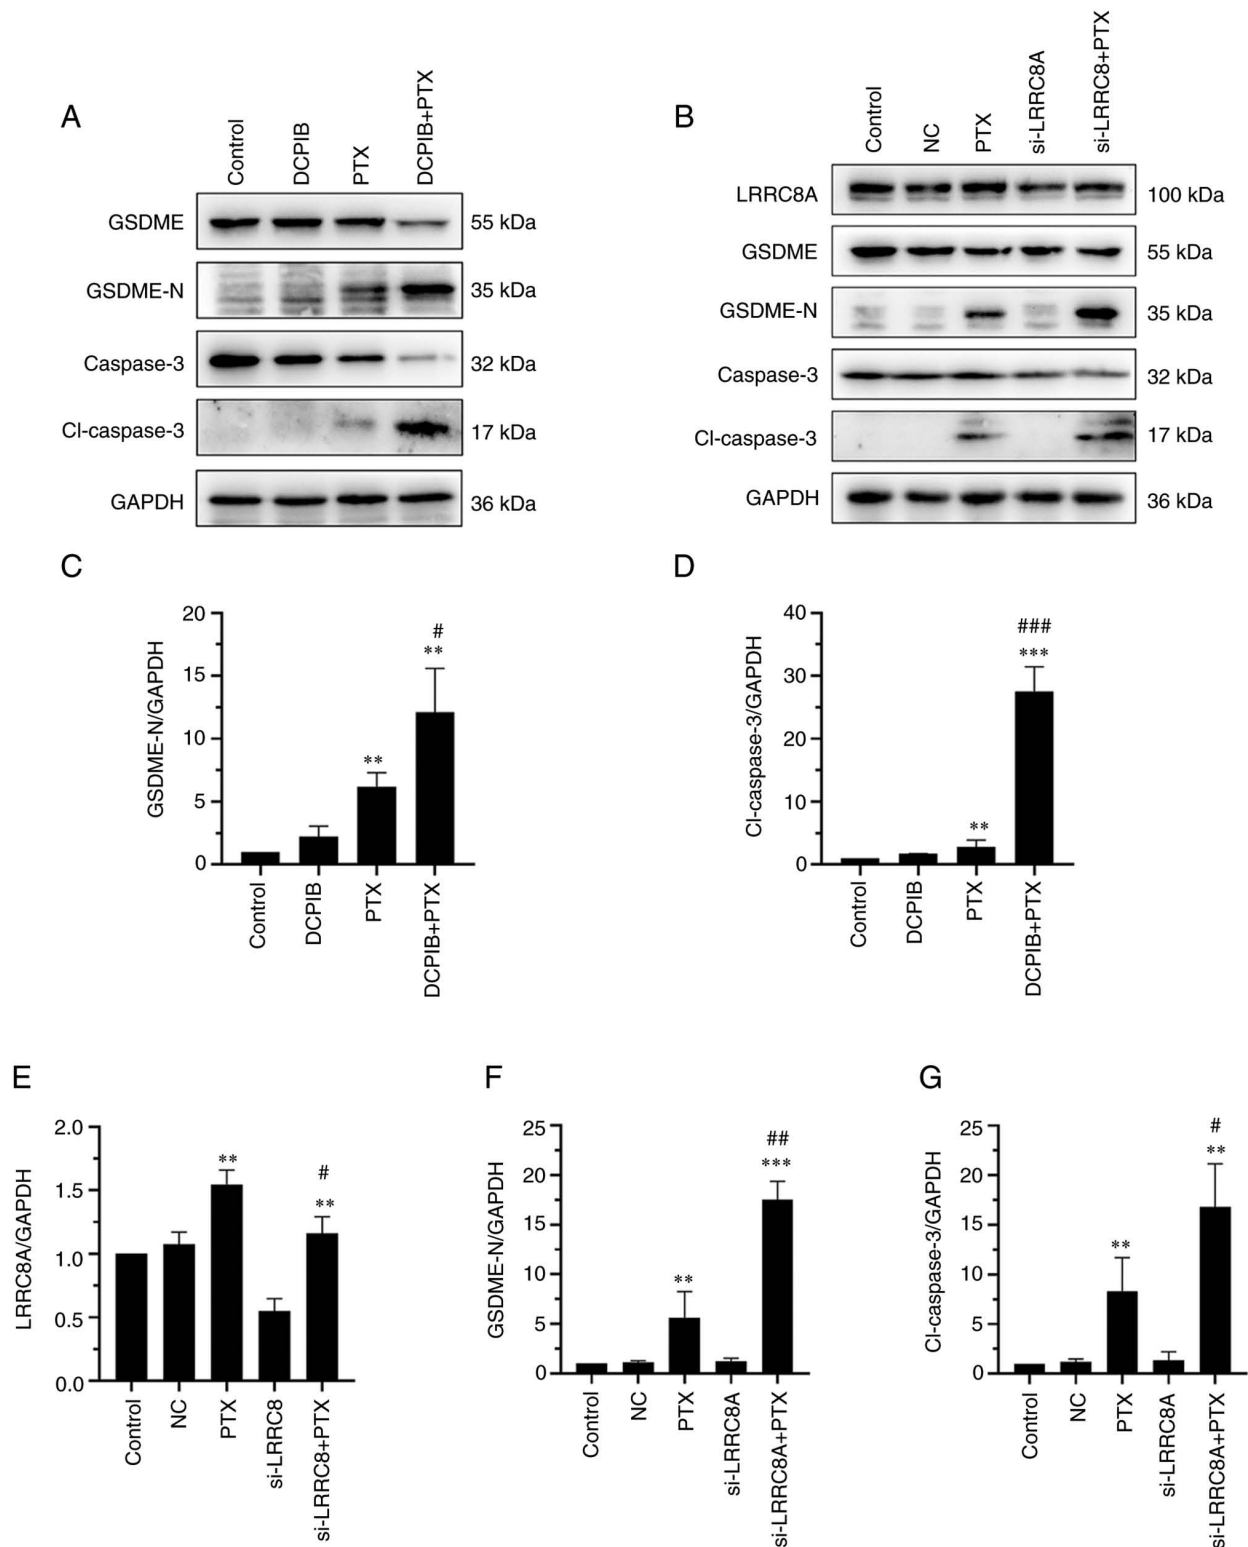 A
Control
DCPIB
PTX
DCPIB+PTX
GSDME
55 kDa
GSDME-N
35 kDa
Caspase-3
32 kDa
Cl-caspase-3
17 kDa
GAPDH
36 kDa
B
Control
NC
PTX
si-LRRC8A
si-LRRC8+PTX
LRRC8A
100 kDa
GSDME
55 kDa
GSDME-N
35 kDa
Caspase-3
32 kDa
Cl-caspase-3
17 kDa
GAPDH
36 kDa
C
GSDME-N/GAPDH
20
15
10
5
0
**
#
**
Control
DCPIB
PTX
DCPIB+PTX
D
Cl-caspase-3/GAPDH
40
30
20
10
0
**
###
***
Control
DCPIB
PTX
DCPIB+PTX
E
LRRC8A/GAPDH
2.0
1.5
1.0
0.5
0.0
**
#
**
Control
NC
PTX
si-LRRC8
si-LRRC8+PTX
F
GSDME-N/GAPDH
25
20
15
10
5
0
**
##
***
Control
NC
PTX
si-LRRC8A
si-LRRC8A+PTX
G
Cl-caspase-3/GAPDH
25
20
15
10
5
0
**
#
**
Control
NC
PTX
si-LRRC8A
si-LRRC8A+PTX